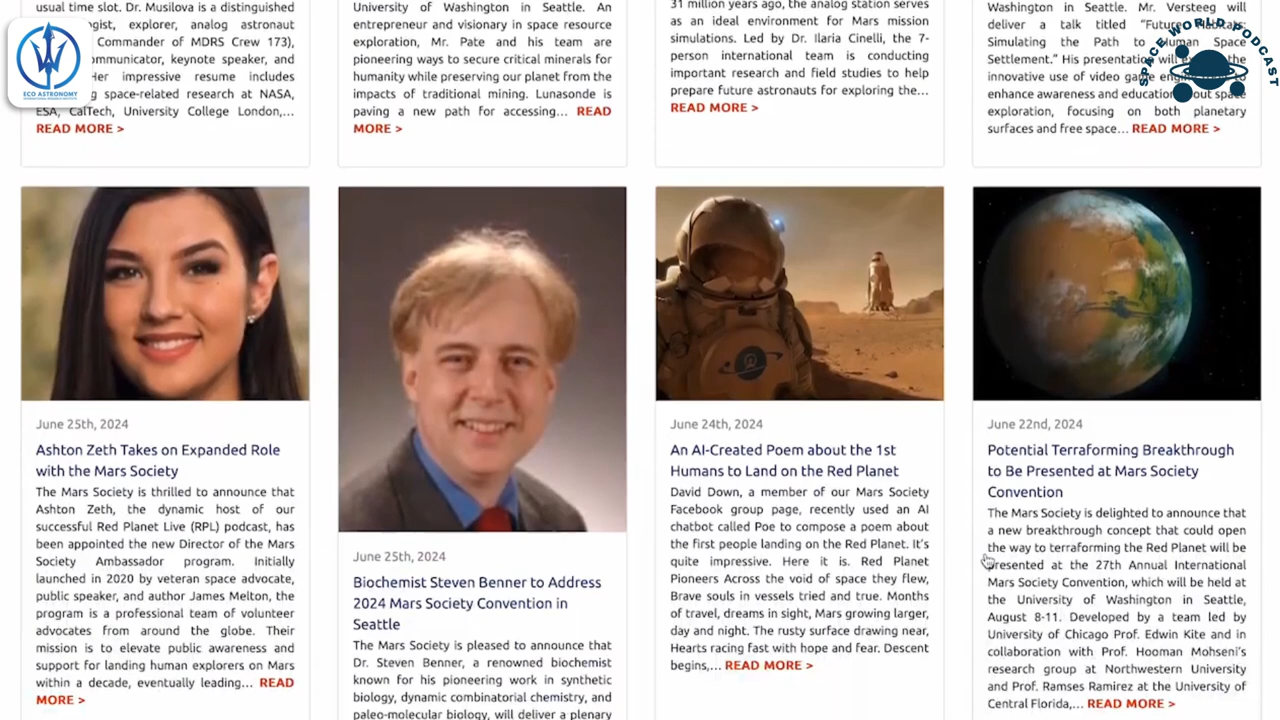 usual time slot. Dr. Musilova is a distinguished
logist, explorer, analog astronaut
Commander of MDRS Crew 173),
ommunicator, keynote speaker, and
Her impressive resume includes
g space-related research at NASA,
ESA, CalTech, University College London,...
READ MORE >
University of Washington in Seattle. An
entrepreneur and visionary in space resource
exploration, Mr. Pate and his team are
pioneering ways to secure critical minerals for
humanity while preserving our planet from the
impacts of traditional mining. Lunasonde is
paving a new path for accessing... READ
MORE >
31 million years ago, the analog station serves
as an ideal environment for Mars mission
simulations. Led by Dr. Ilaria Cinelli, the 7-
person international team is conducting
important research and field studies to help
prepare future astronauts for exploring the...
READ MORE >
Washington in Seattle. Mr. Versteeg will
deliver a talk titled “Future Habitats:
Simulating the Path to Human Space
Settlement.” His presentation will the
innovative use of video game to
enhance awareness and education about space
exploration, focusing on both planetary
surfaces and free space... READ MORE >
ECO ASTRONOMY
SPACE WORLD PODCAST
June 25th, 2024
Ashton Zeth Takes on Expanded Role
with the Mars Society
The Mars Society is thrilled to announce that
Ashton Zeth, the dynamic host of our
successful Red Planet Live (RPL) podcast, has
been appointed the new Director of the Mars
Society Ambassador program. Initially
launched in 2020 by veteran space advocate,
public speaker, and author James Melton, the
program is a professional team of volunteer
advocates from around the globe. Their
mission is to elevate public awareness and
support for landing human explorers on Mars
within a decade, eventually leading... READ
MORE >
June 25th, 2024
Biochemist Steven Benner to Address
2024 Mars Society Convention in
Seattle
The Mars Society is pleased to announce that
Dr. Steven Benner, a renowned biochemist
known for his pioneering work in synthetic
biology, dynamic combinatorial chemistry, and
paleo-molecular biology, will deliver a plenary
June 24th, 2024
An AI-Created Poem about the 1st
Humans to Land on the Red Planet
David Down, a member of our Mars Society
Facebook group page, recently used an AI
chatbot called Poe to compose a poem about
the first people landing on the Red Planet. It’s
quite impressive. Here it is. Red Planet
Pioneers Across the void of space they flew,
Brave souls in vessels tried and true. Months
of travel, dreams in sight, Mars growing larger,
day and night. The rusty surface drawing near,
Hearts racing fast with hope and fear. Descent
begins,... READ MORE >
June 22nd, 2024
Potential Terraforming Breakthrough
to Be Presented at Mars Society
Convention
The Mars Society is delighted to announce that
a new breakthrough concept that could open
the way to terraforming the Red Planet will be
presented at the 27th Annual International
Mars Society Convention, which will be held at
the University of Washington in Seattle,
August 8-11. Developed by a team led by
University of Chicago Prof. Edwin Kite and in
collaboration with Prof. Hooman Mohseni’s
research group at Northwestern University
and Prof. Ramses Ramirez at the University of
Central Florida,... READ MORE >